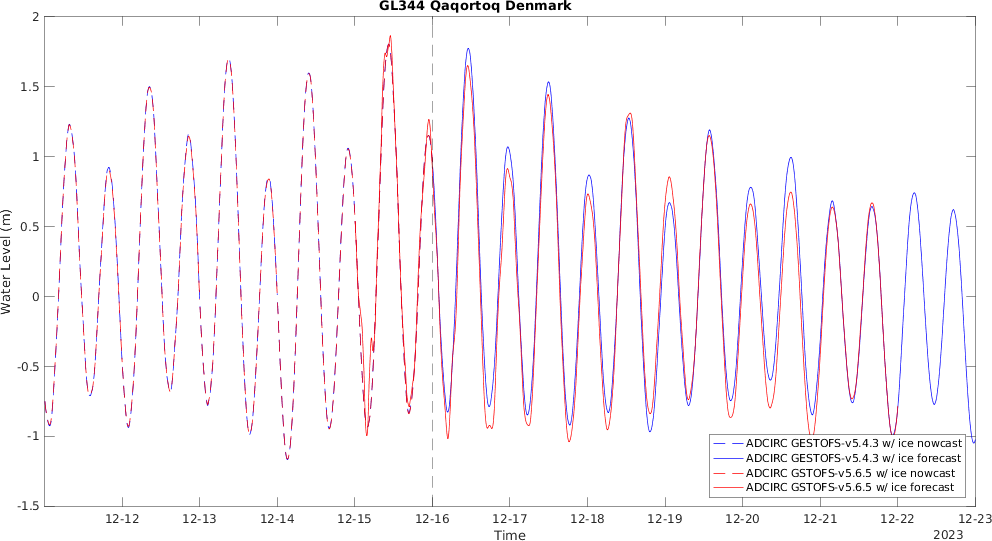 GL344 Qaqortoq Denmark
Water Level (m)
2
1.5
1
0.5
0
-0.5
-1
-1.5
ADCIRC GESTOFS-v5.4.3 w/ ice nowcast
ADCIRC GESTOFS-v5.4.3 w/ ice forecast
ADCIRC GSTOFS-v5.6.5 w/ ice nowcast
ADCIRC GSTOFS-v5.6.5 w/ ice forecast
12-12 12-13 12-14 12-15 12-16 12-17 12-18 12-19 12-20 12-21 12-22 12-23
Time
2023